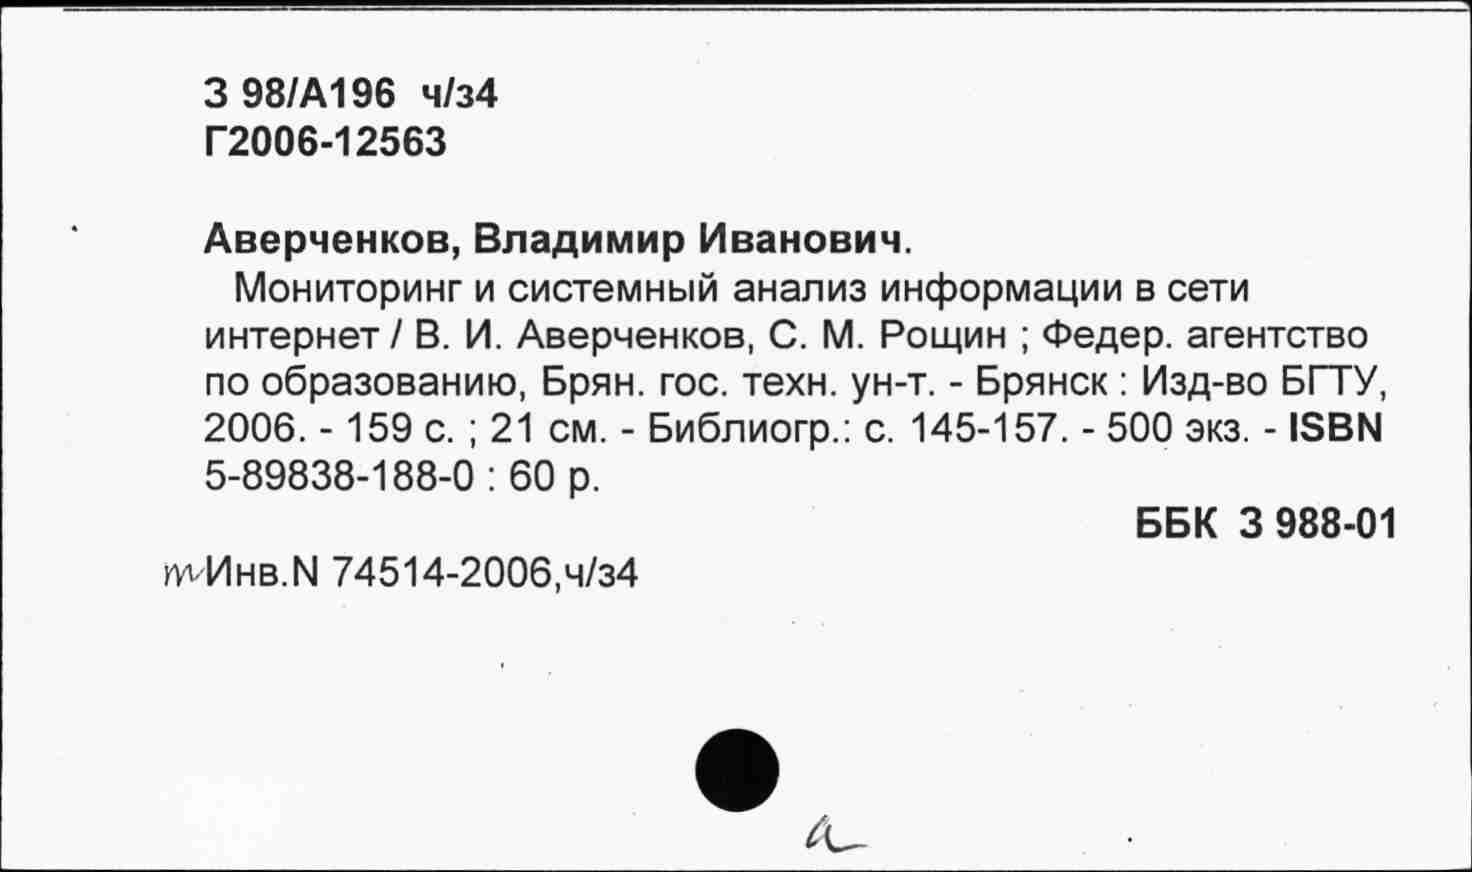 З 98/А196 ч/з4
Г2006-12563
Аверченков, Владимир Иванович.
Мониторинг и системный анализ информации в сети
интернет / В. И. Аверченков, С. М. Рощин ; Федер. агентство
по образованию, Брян. гос. техн. ун-т. - Брянск : Изд-во БГТУ,
2006. - 159 с. ; 21 см. - Библиогр.: с. 145-157. - 500 экз. - ISBN
5-89838-188-0 : 60 р.
ББК З 988-01
Инв.N 74514-2006,ч/з4
а